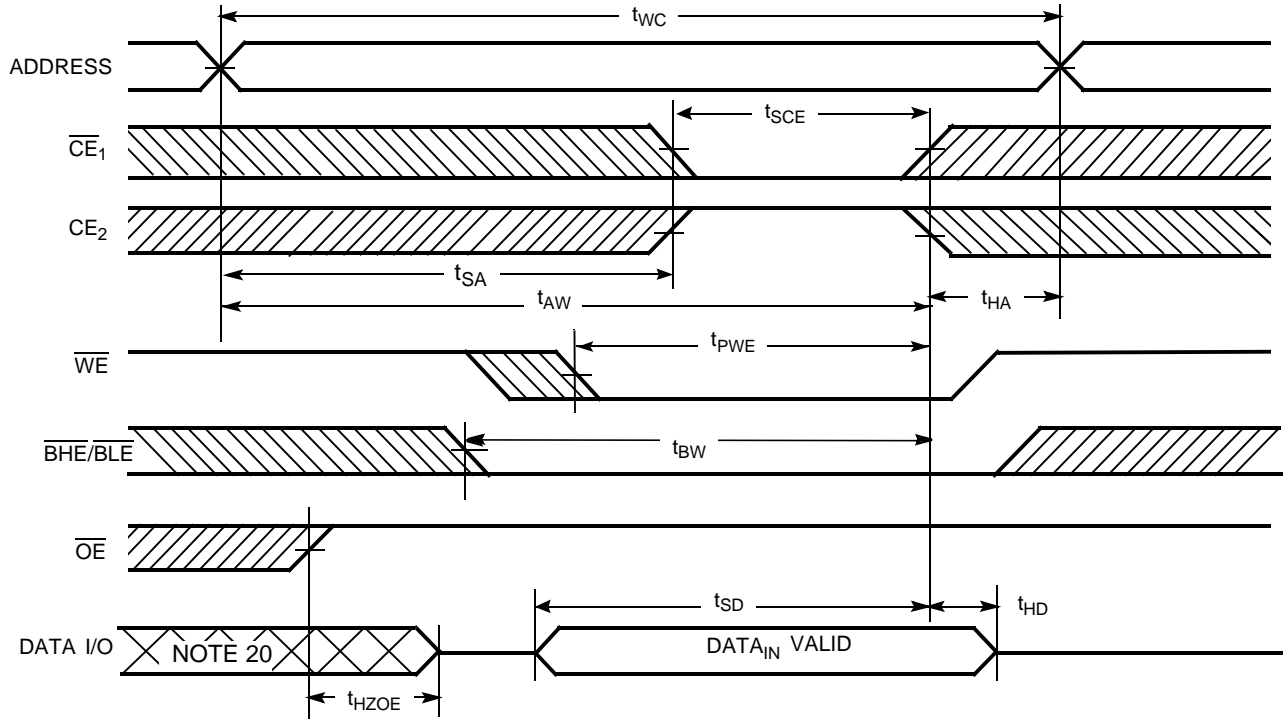 tWC
ADDRESS
tSCE
CE1
CE2
tSA
tAW
tHA
tPWE
WE
BHE/BLE
tBW
OE
tSD
tHD
DATA I/O
NOTE 20
DATAIN VALID
tHZOE